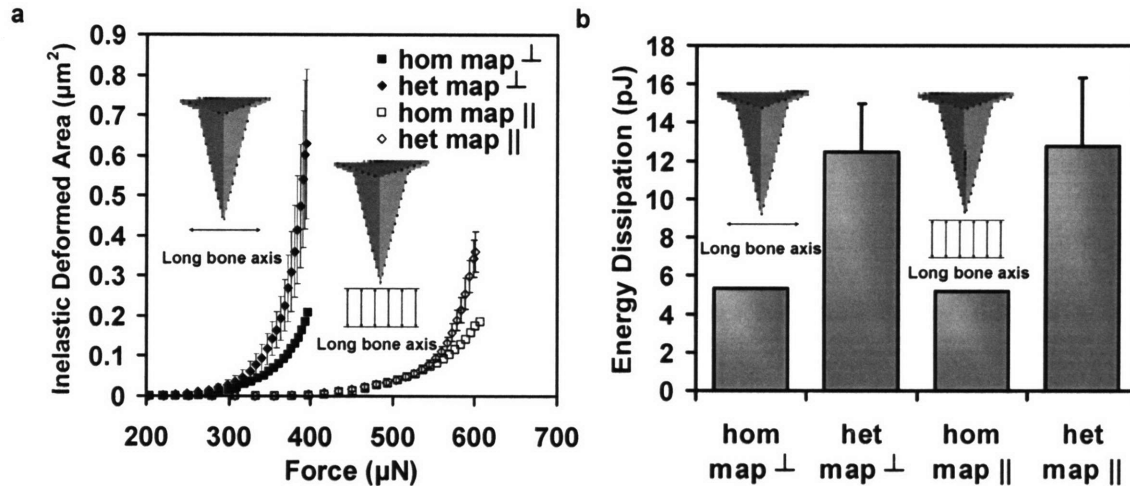 a
Inelastic Deformed Area (µm²)
0.9
0.8
0.7
0.6
0.5
0.4
0.3
0.2
0.1
0
200
300
400
500
600
700
Force (µN)
hom map ⊥
het map ⊥
hom map ||
het map ||
Long bone axis
Long bone axis
b
Energy Dissipation (pJ)
18
16
14
12
10
8
6
4
2
0
Long bone axis
Long bone axis
hom
map ⊥
het
map ⊥
hom
map ||
het
map ||